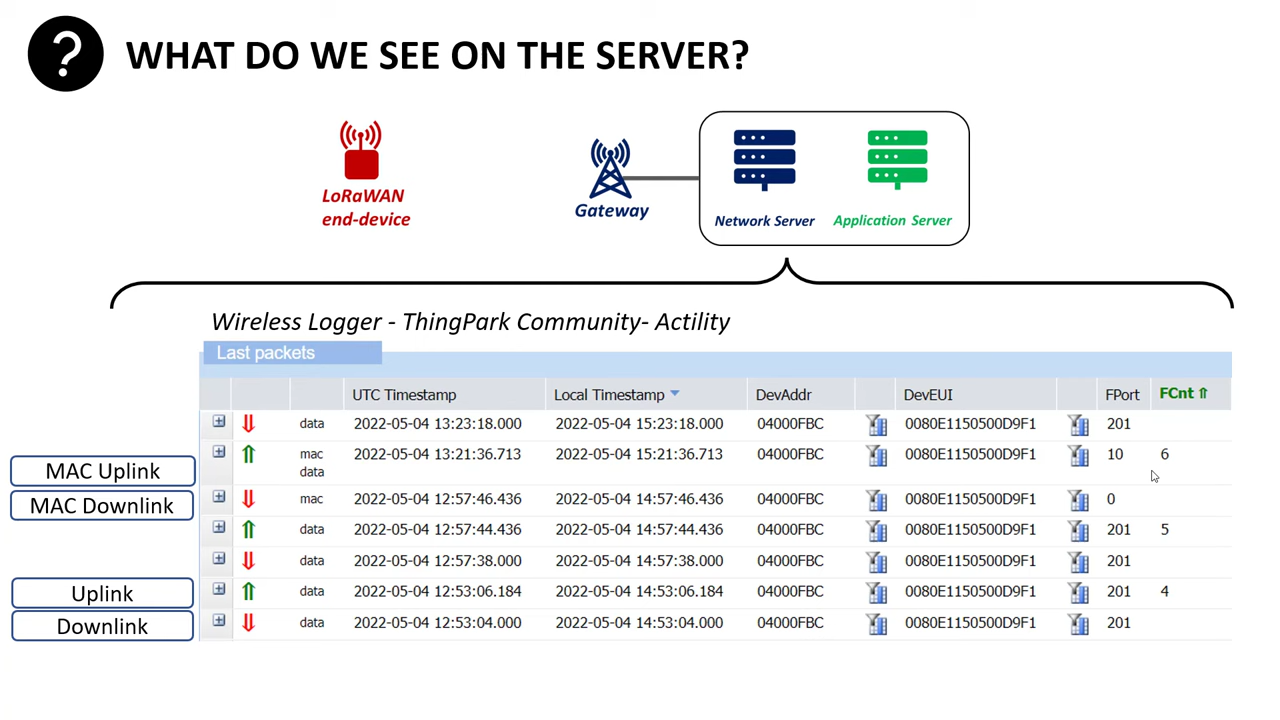 ?
WHAT DO WE SEE ON THE SERVER?
LoRaWAN
end-device
Gateway
Network Server
Application Server
Wireless Logger - ThingPark Community- Actility
Last packets
UTC Timestamp Local Timestamp DevAddr DevEUI FPort FCnt ⇑
data 2022-05-04 13:23:18.000 2022-05-04 15:23:18.000 04000FBC 0080E1150500D9F1 201
mac 2022-05-04 13:21:36.713 2022-05-04 15:21:36.713 04000FBC 0080E1150500D9F1 10 6
data
MAC Uplink
mac 2022-05-04 12:57:46.436 2022-05-04 14:57:46.436 04000FBC 0080E1150500D9F1 0
MAC Downlink
data 2022-05-04 12:57:44.436 2022-05-04 14:57:44.436 04000FBC 0080E1150500D9F1 201 5
data 2022-05-04 12:57:38.000 2022-05-04 14:57:38.000 04000FBC 0080E1150500D9F1 201
Uplink data 2022-05-04 12:53:06.184 2022-05-04 14:53:06.184 04000FBC 0080E1150500D9F1 201 4
Downlink data 2022-05-04 12:53:04.000 2022-05-04 14:53:04.000 04000FBC 0080E1150500D9F1 201